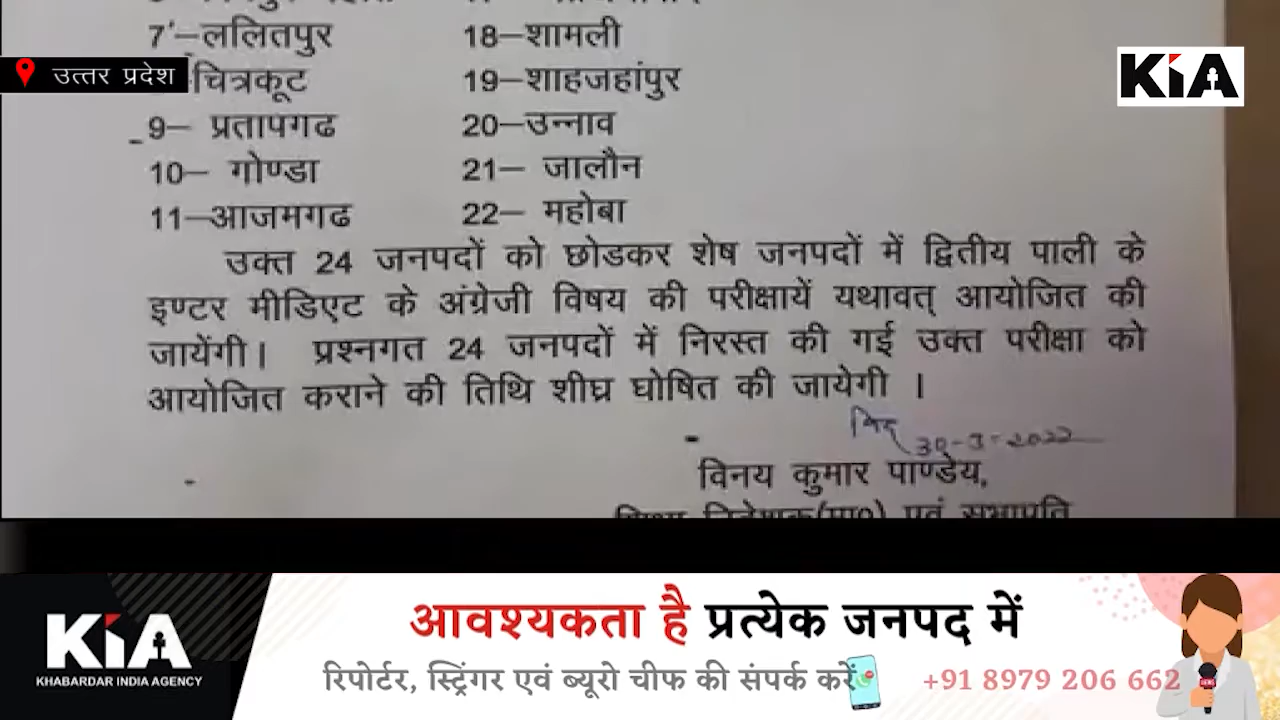 7–ललितपुर 18–शामली
उत्तर प्रदेश
चित्रकूट 19–शाहजहांपुर
KiA
9– प्रतापगढ 20–उन्नाव
10– गोण्डा 21– जालौन
11–आजमगढ 22– महोबा
उक्त 24 जनपदों को छोडकर शेष जनपदों में द्वितीय पाली के
इण्टर मीडिएट के अंग्रेजी विषय की परीक्षायें यथावत् आयोजित की
जायेंगी। प्रश्नगत 24 जनपदों में निरस्त की गई उक्त परीक्षा को
आयोजित कराने की तिथि शीघ्र घोषित की जायेगी ।
30-3-2022
विनय कुमार पाण्डेय,
KiA
KHABARDAR INDIA AGENCY
आवश्यकता है प्रत्येक जनपद में
रिपोर्टर, स्ट्रिंगर एवं ब्यूरो चीफ की संपर्क करें
+91 8979 206 662
NEWS